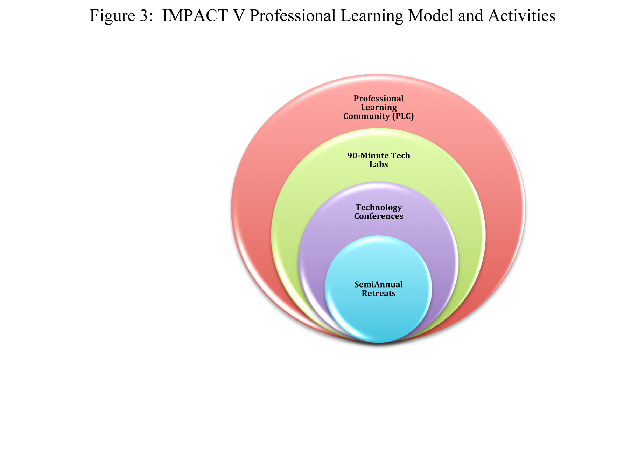 Figure 3:  IMPACT V Professional Learning Model and Activities
Professional
Learning
Community (PLC)
90-Minute Tech
Labs
Technology
Conferences
SemiAnnual
Retreats